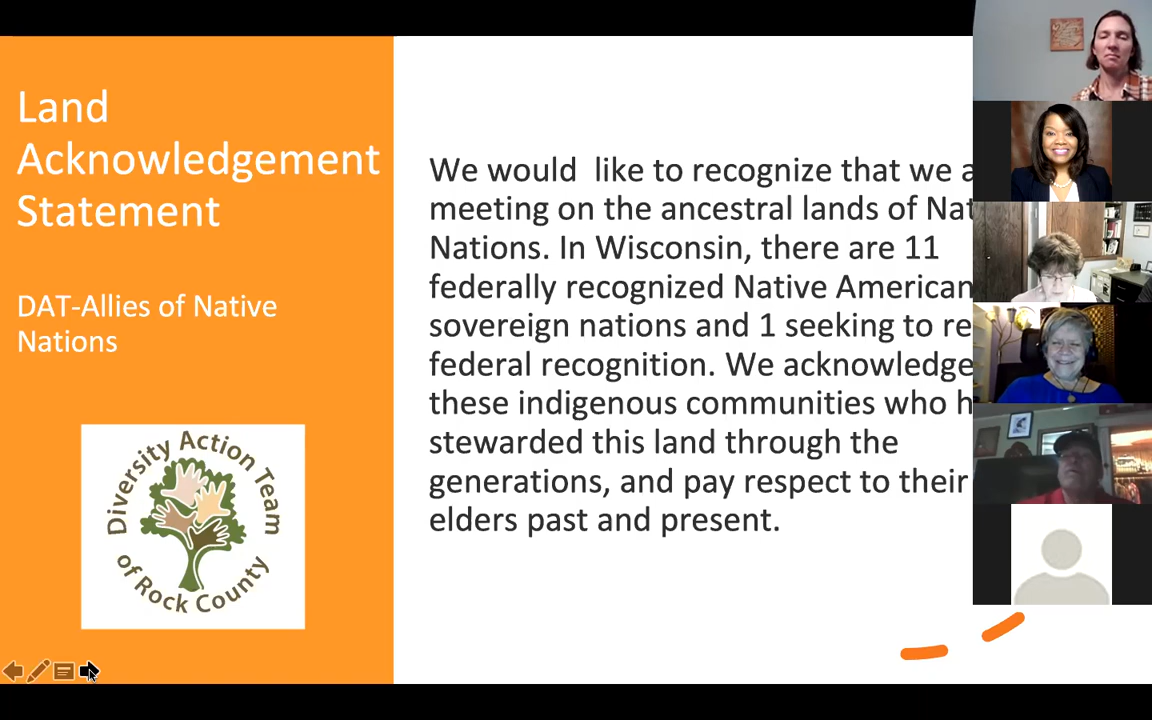 Land
Acknowledgement
Statement
DAT-Allies of Native
Nations
Diversity Action Team
of Rock County
We would like to recognize that we a
meeting on the ancestral lands of Nat
Nations. In Wisconsin, there are 11
federally recognized Native American
sovereign nations and 1 seeking to re
federal recognition. We acknowledge
these indigenous communities who h
stewarded this land through the
generations, and pay respect to their
elders past and present.